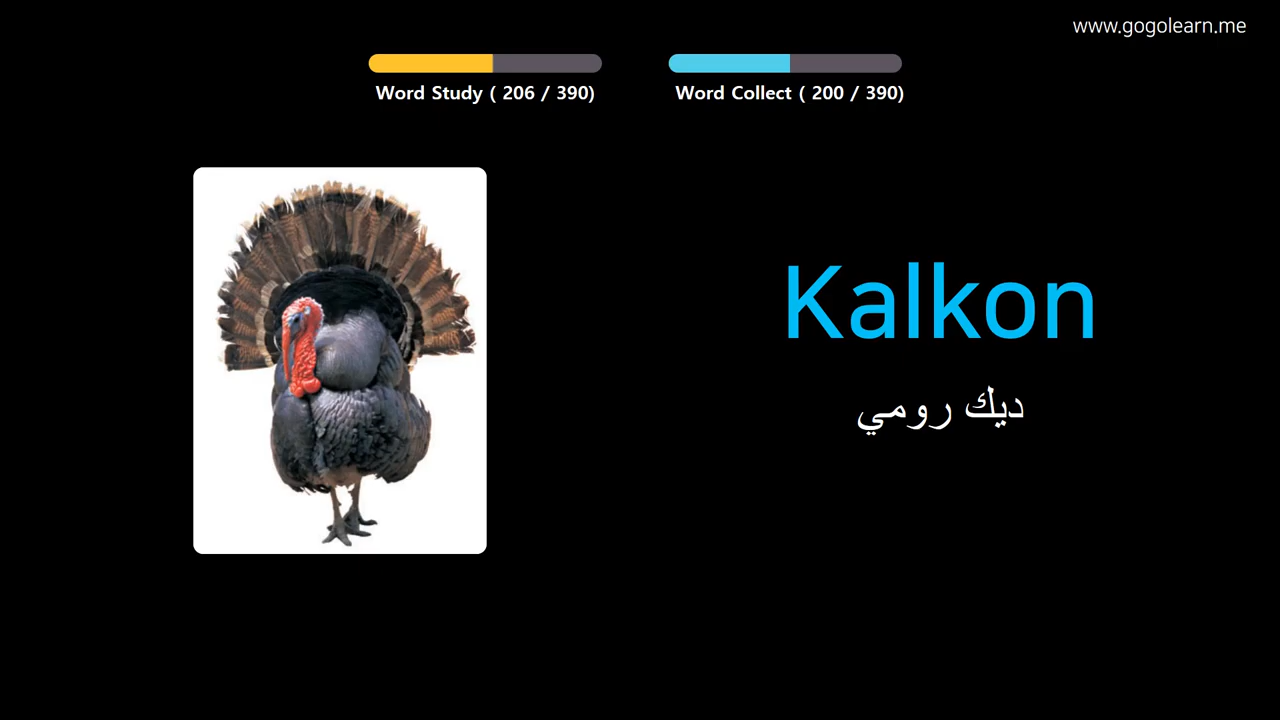 www.gogolearn.me
Word Study ( 206 / 390)
Word Collect ( 200 / 390)
Kalkon
ديك رومي